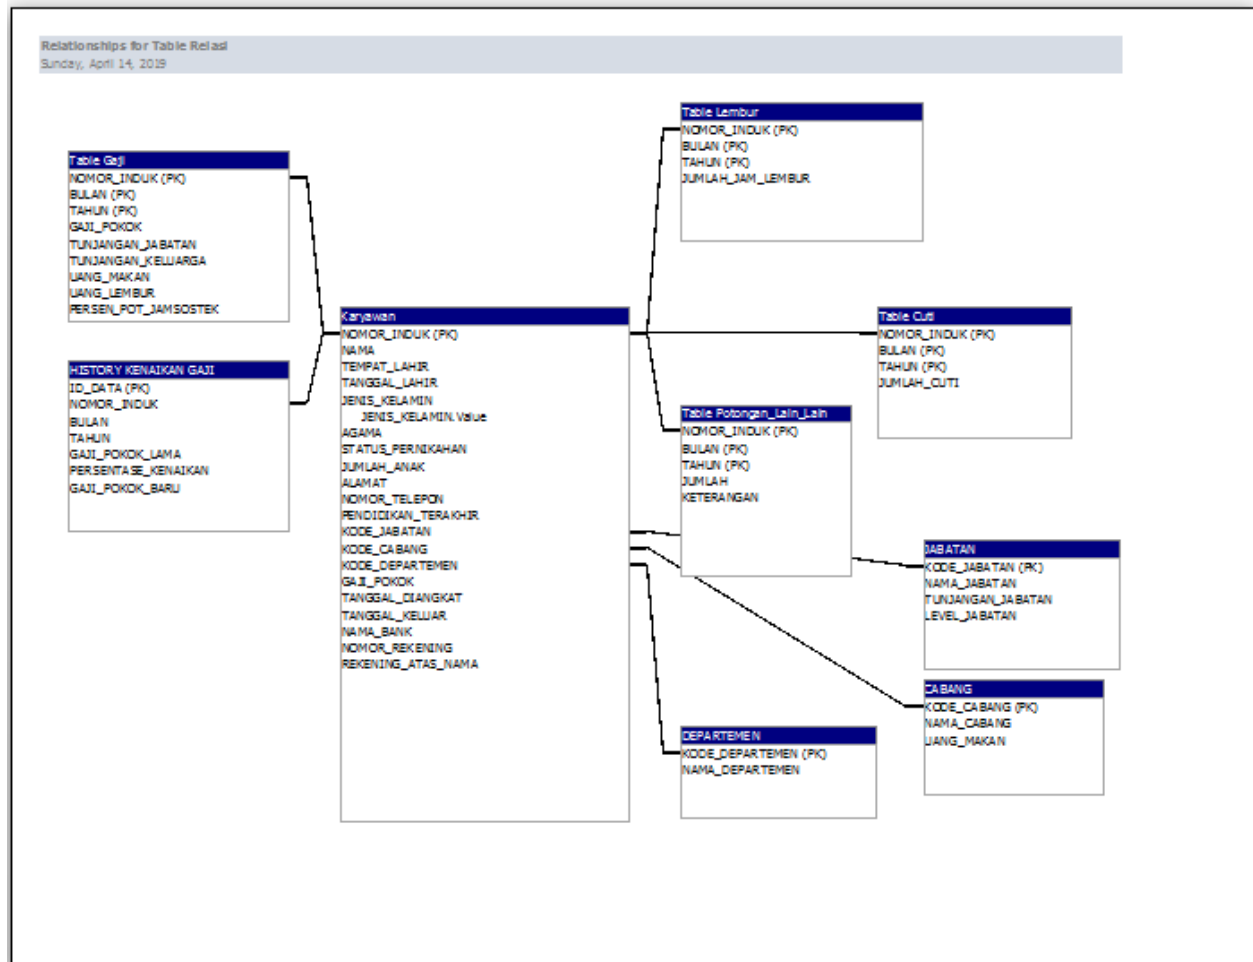 Relationships for Table Relasi
Sunday, April 14, 2019
Table Gaji
NOMOR_INDUK (PK)
BULAN (PK)
TAHUN (PK)
GAJI_POKOK
TUNJANGAN_JABATAN
TUNJANGAN_KELUARGA
UANG_MAKAN
UANG_LEMBUR
PERSEN_POT_JAMSOSTEK
HISTORY KENAIKAN GAJI
ID_DATA (PK)
NOMOR_INDUK
BULAN
TAHUN
GAJI_POKOK_LAMA
PERSENTASE_KENAIKAN
GAJI_POKOK_BARU
Karyawan
NOMOR_INDUK (PK)
NAMA
TEMPAT_LAHIR
TANGGAL_LAHIR
JENIS_KELAMIN
JENIS_KELAMIN.Value
AGAMA
STATUS_PERNIKAHAN
JUMLAH_ANAK
ALAMAT
NOMOR_TELEPON
PENDIDIKAN_TERAKHIR
KODE_JABATAN
KODE_CABANG
KODE_DEPARTEMEN
GAJI_POKOK
TANGGAL_DIANGKAT
TANGGAL_KELUAR
NAMA_BANK
NOMOR_REKENING
REKENING_ATAS_NAMA
Table Lembur
NOMOR_INDUK (PK)
BULAN (PK)
TAHUN (PK)
JUMLAH_JAM_LEMBUR
Table Cuti
NOMOR_INDUK (PK)
BULAN (PK)
TAHUN (PK)
JUMLAH_CUTI
Table Potongan_Lain_Lain
NOMOR_INDUK (PK)
BULAN (PK)
TAHUN (PK)
JUMLAH
KETERANGAN
JABATAN
KODE_JABATAN (PK)
NAMA_JABATAN
TUNJANGAN_JABATAN
LEVEL_JABATAN
CABANG
KODE_CABANG (PK)
NAMA_CABANG
UANG_MAKAN
DEPARTEMEN
KODE_DEPARTEMEN (PK)
NAMA_DEPARTEMEN